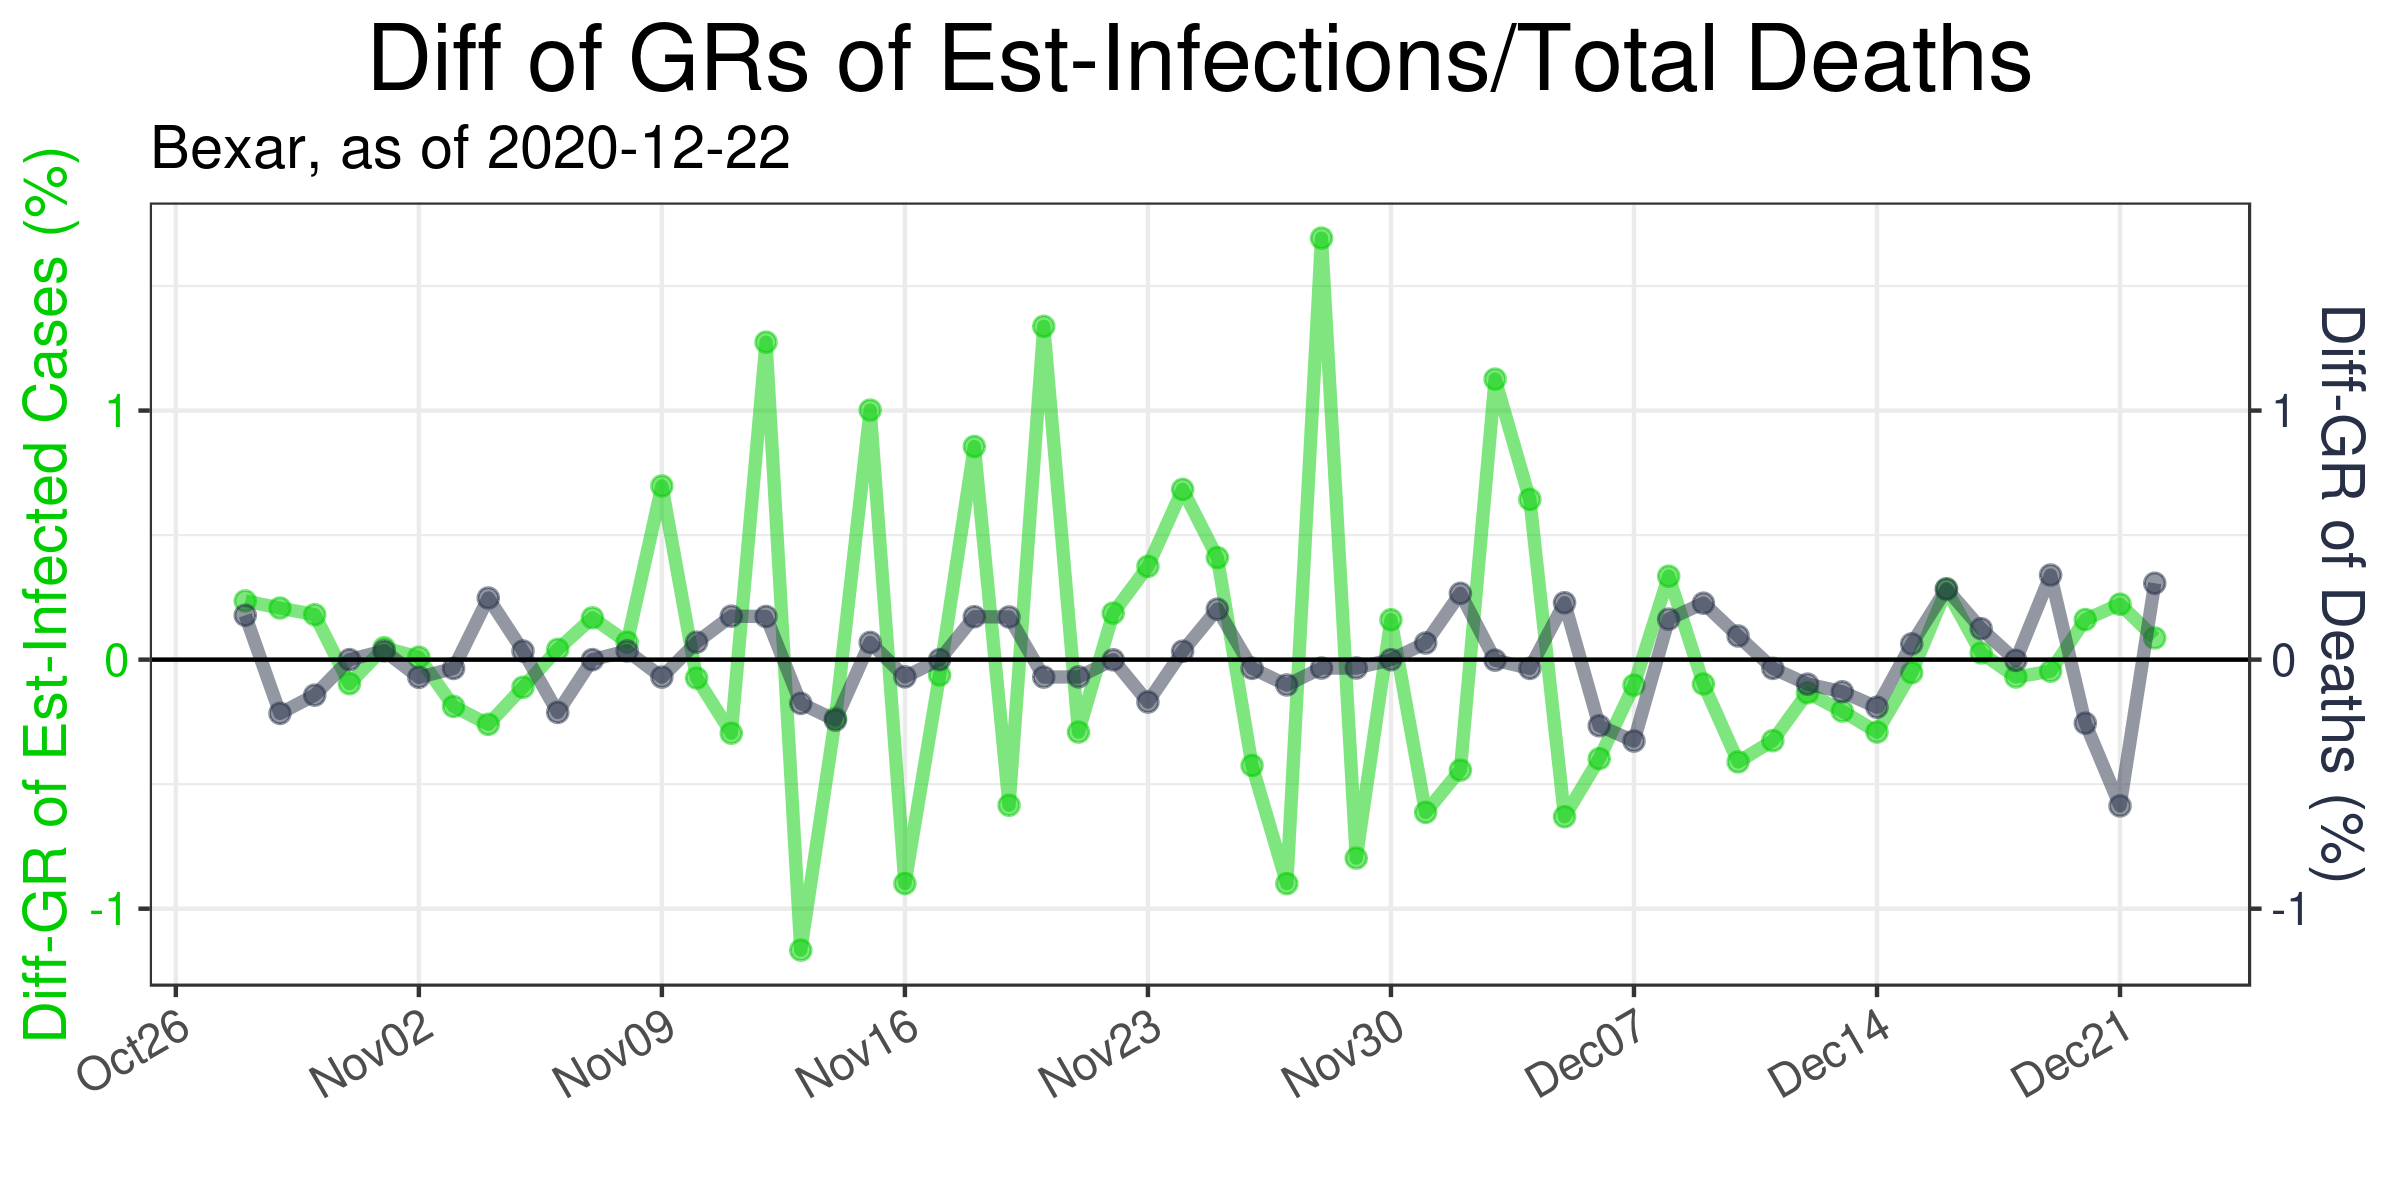 Diff of GRs of Est-Infections/Total Deaths
Bexar, as of 2020-12-22
Diff-GR of Est-Infected Cases (%)
1
0
-1
1
0
-1
Diff-GR of Deaths (%)
Oct26
Nov02
Nov09
Nov16
Nov23
Nov30
Dec07
Dec14
Dec21